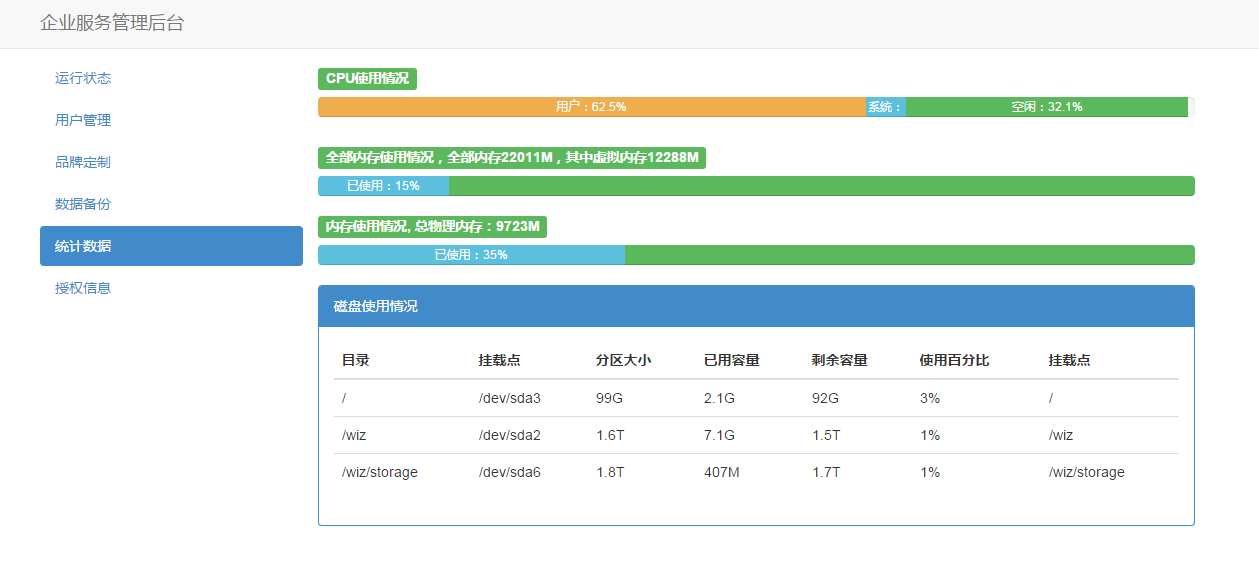 企业服务管理后台
运行状态
用户管理
品牌定制
数据备份
统计数据
授权信息
CPU使用情况
用户：62.5% 系统： 空闲：32.1%
全部内存使用情况，全部内存22011M，其中虚拟内存12288M
已使用：15%
内存使用情况, 总物理内存：9723M
已使用：35%
磁盘使用情况
目录 挂载点 分区大小 已用容量 剩余容量 使用百分比 挂载点
/ /dev/sda3 99G 2.1G 92G 3% /
/wiz /dev/sda2 1.6T 7.1G 1.5T 1% /wiz
/wiz/storage /dev/sda6 1.8T 407M 1.7T 1% /wiz/storage